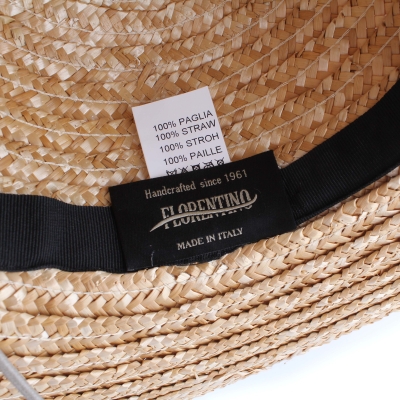 100% PAGLIA
100% STRAW
100% STROH
100% PAILLE
Handcrafted since 1961
FLORENTINO
MADE IN ITALY